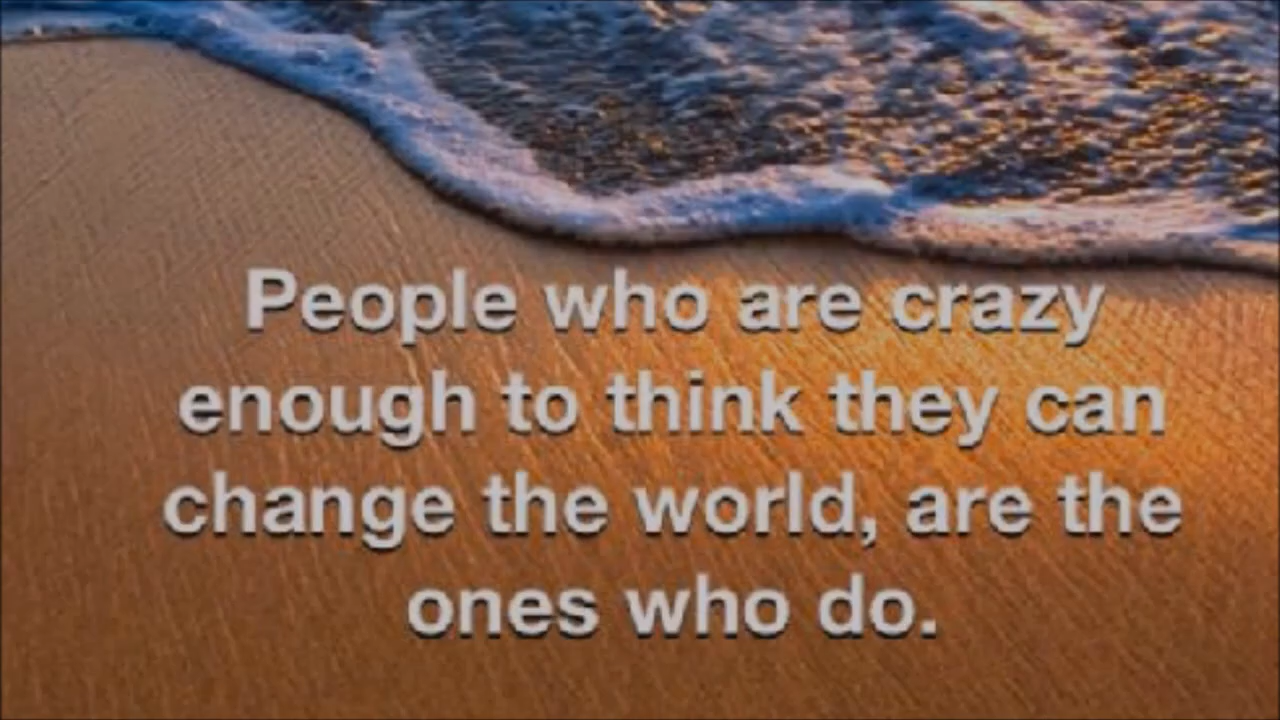 People who are crazy
enough to think they can
change the world, are the
ones who do.